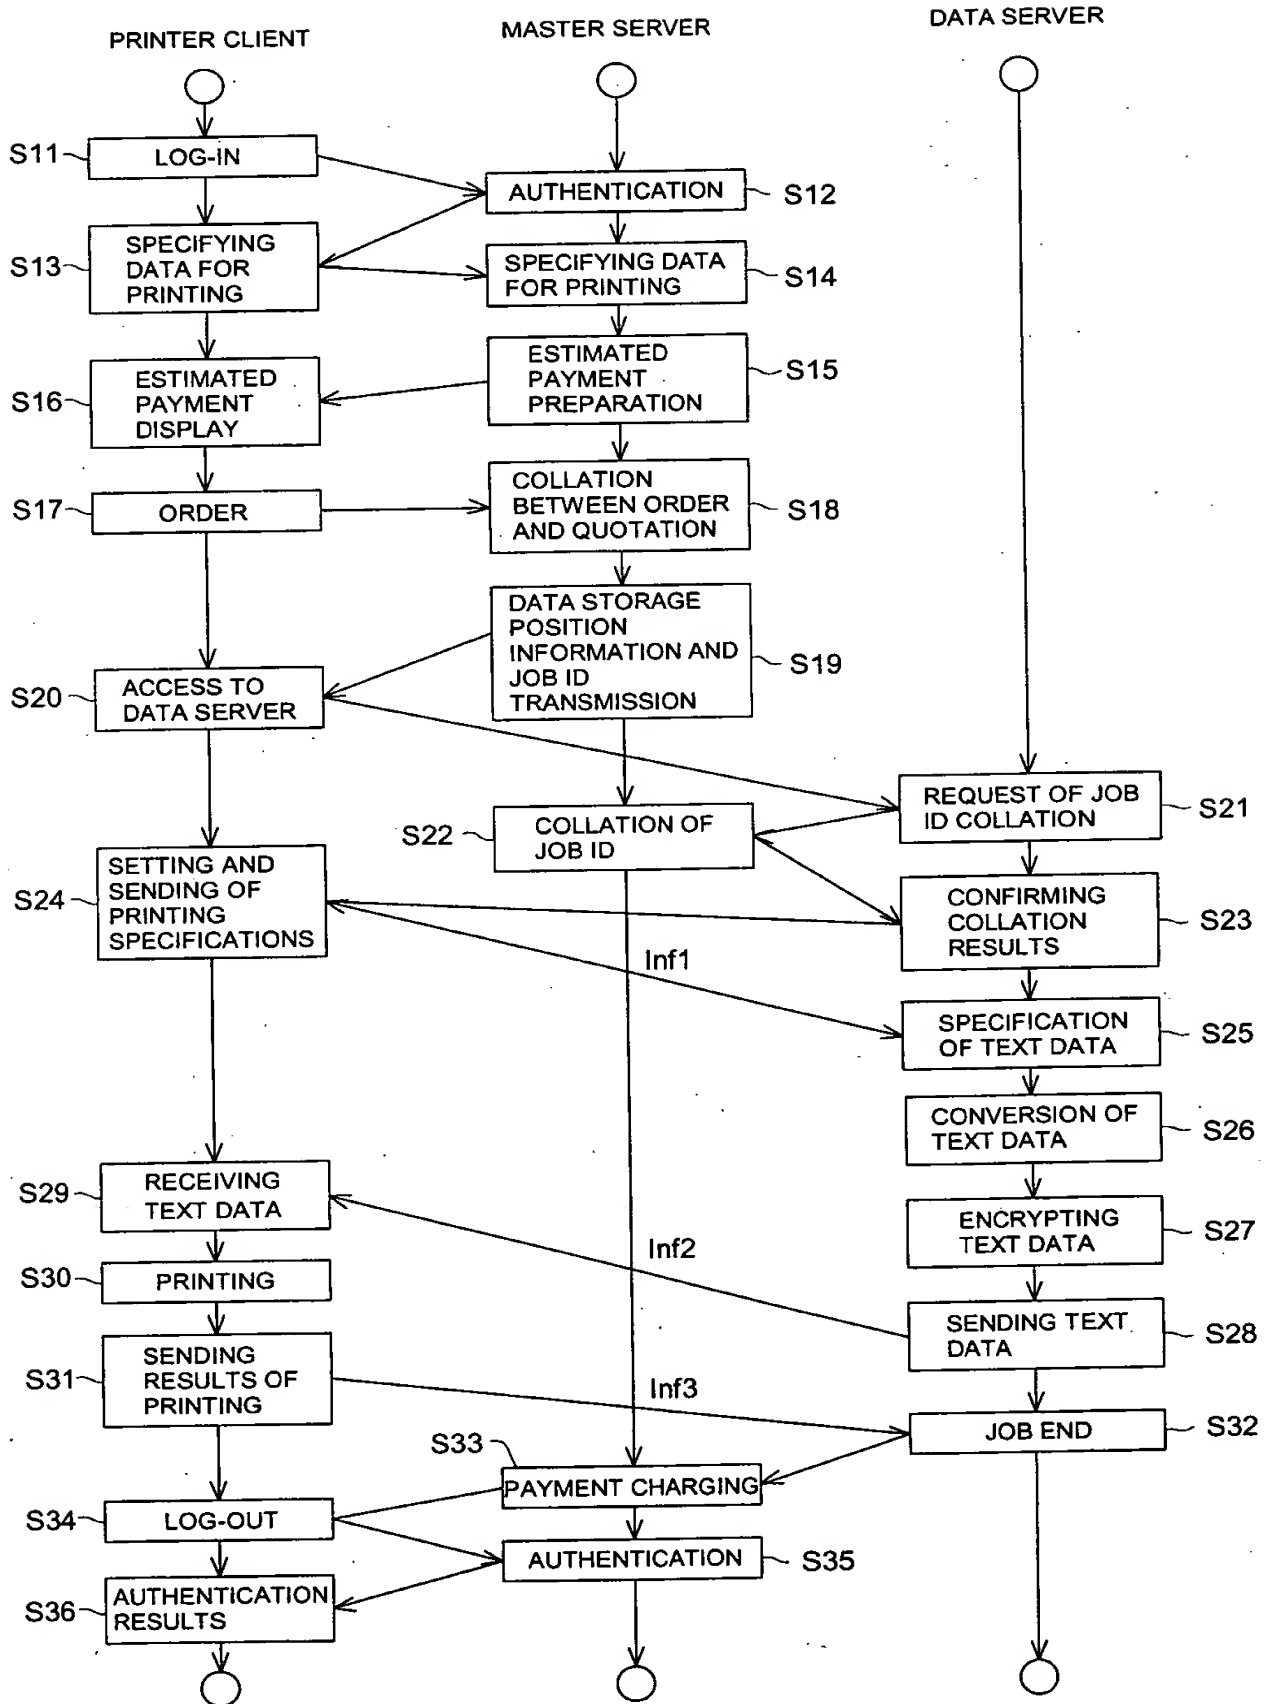 PRINTER CLIENT
MASTER SERVER
DATA SERVER
S11
LOG-IN
AUTHENTICATION
S12
S13
SPECIFYING
DATA FOR
PRINTING
SPECIFYING DATA
FOR PRINTING
S14
ESTIMATED
PAYMENT
PREPARATION
S15
S16
ESTIMATED
PAYMENT
DISPLAY
S17
ORDER
COLLATION
BETWEEN ORDER
AND QUOTATION
S18
DATA STORAGE
POSITION
INFORMATION AND
JOB ID
TRANSMISSION
S19
S20
ACCESS TO
DATA SERVER
REQUEST OF JOB
ID COLLATION
S21
S22
COLLATION OF
JOB ID
S24
SETTING AND
SENDING OF
PRINTING
SPECIFICATIONS
CONFIRMING
COLLATION
RESULTS
S23
Inf1
SPECIFICATION
OF TEXT DATA
S25
CONVERSION OF
TEXT DATA
S26
S29
RECEIVING
TEXT DATA
ENCRYPTING
TEXT DATA
S27
Inf2
S30
PRINTING
SENDING TEXT
DATA
S28
S31
SENDING
RESULTS OF
PRINTING
Inf3
JOB END
S32
S33
PAYMENT CHARGING
S34
LOG-OUT
AUTHENTICATION
S35
S36
AUTHENTICATION
RESULTS